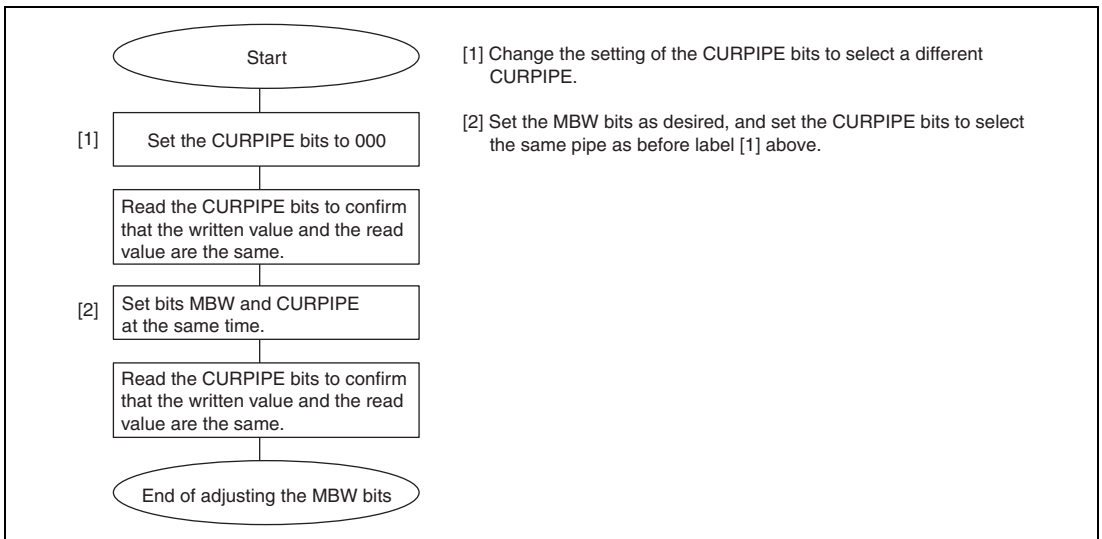 Start
[1]
Set the CURPIPE bits to 000
Read the CURPIPE bits to confirm
that the written value and the read
value are the same.
[2]
Set bits MBW and CURPIPE
at the same time.
Read the CURPIPE bits to confirm
that the written value and the read
value are the same.
End of adjusting the MBW bits
[1] Change the setting of the CURPIPE bits to select a different
CURPIPE.
[2] Set the MBW bits as desired, and set the CURPIPE bits to select
the same pipe as before label [1] above.